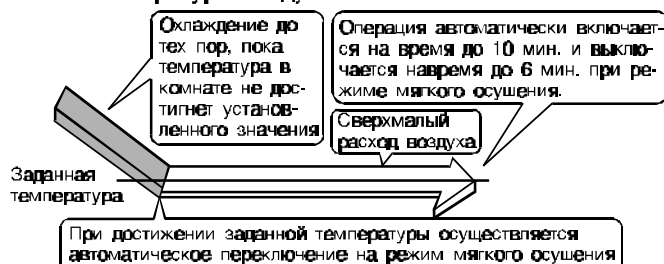 Охлаждение до
тех пор, пока
температура в
комнате не дос-
тигнет установ-
ленного значения
Операция автоматически включает-
ся на время до 10 мин. и выклю-
чается навремя до 6 мин. при ре-
жиме мягкого осушения.
Сверхмалый
расход воздуха
Заданная
температура
При достижении заданной температуры осуществляется
автоматическое переключение на режим мягкого осушения